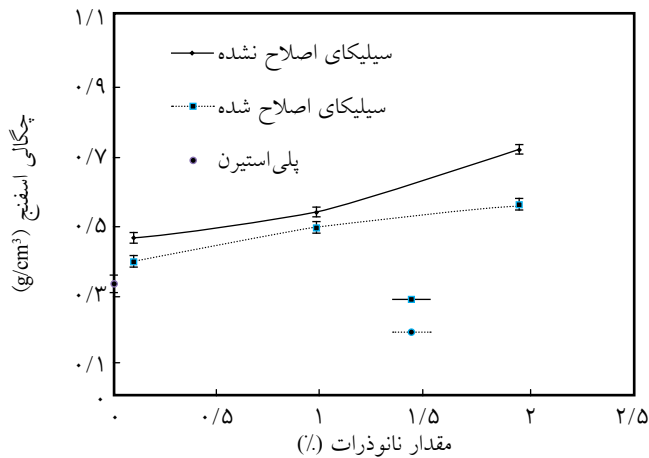 ۱/۱
۰/۹
۰/۷
۰/۵
۰/۳
۰/۱
۰
چگالی اسفنج (g/cm³)
سیلیکای اصلاح نشده
سیلیکای اصلاح شده
پلی‌استیرن
۰ ۰/۵ ۱ ۱/۵ ۲ ۲/۵
مقدار نانوذرات (٪)